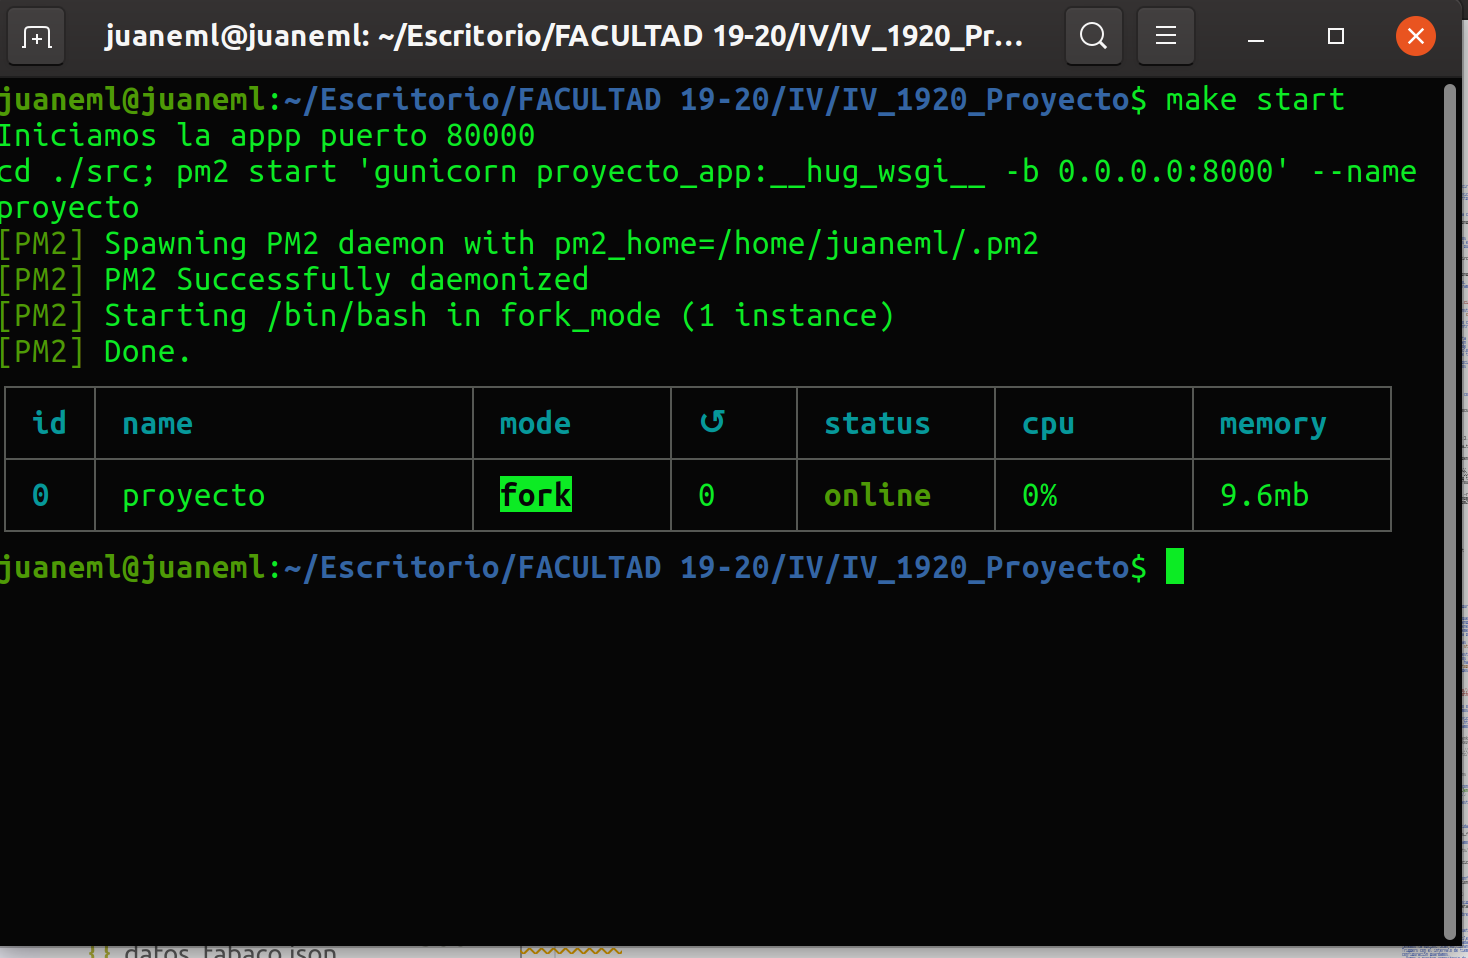 juaneml@juaneml: ~/Escritorio/FACULTAD 19-20/IV/IV_1920_Pr...
juaneml@juaneml:~/Escritorio/FACULTAD 19-20/IV/IV_1920_Proyecto$ make start
Iniciamos la appp puerto 80000
cd ./src; pm2 start 'gunicorn proyecto_app:__hug_wsgi__ -b 0.0.0.0:8000' --name
proyecto
[PM2] Spawning PM2 daemon with pm2_home=/home/juaneml/.pm2
[PM2] PM2 Successfully daemonized
[PM2] Starting /bin/bash in fork_mode (1 instance)
[PM2] Done.
id name mode ↺ status cpu memory
0 proyecto fork 0 online 0% 9.6mb
juaneml@juaneml:~/Escritorio/FACULTAD 19-20/IV/IV_1920_Proyecto$
{ } datos_tabaco.json